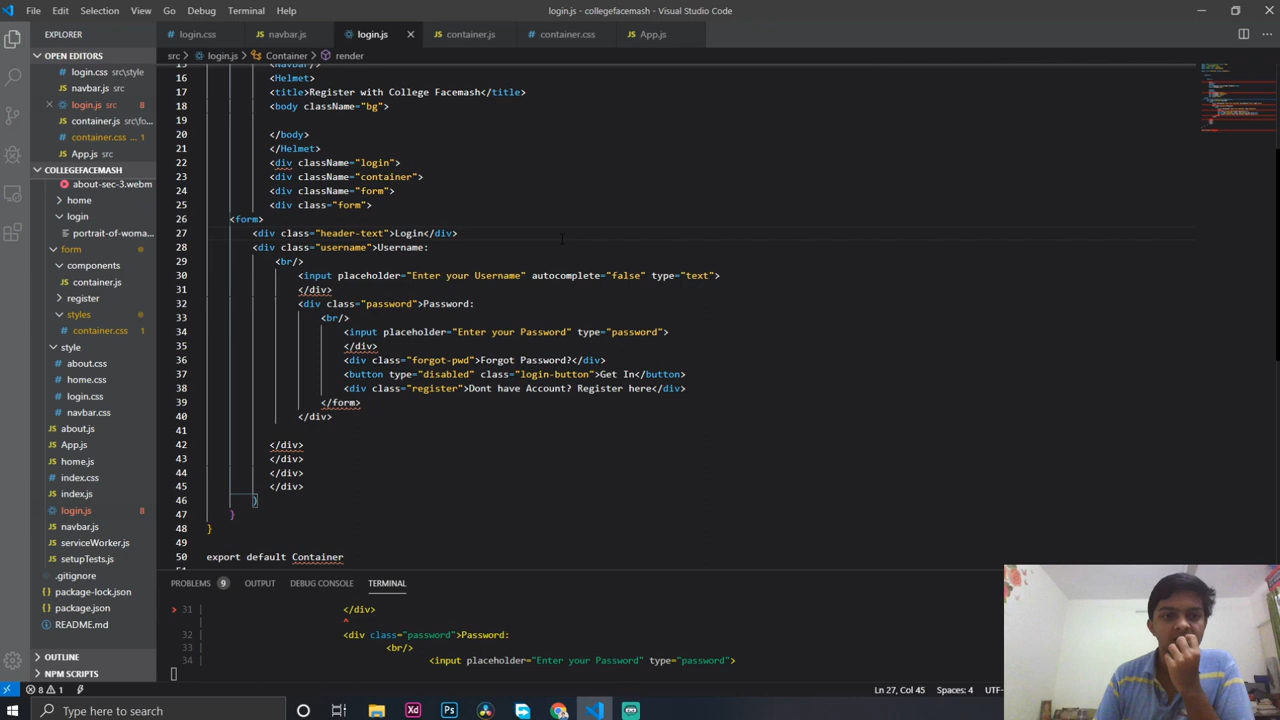 File Edit Selection View Go Debug Terminal Help
login.js - collegefacemash - Visual Studio Code
EXPLORER
login.css
navbar.js
login.js
container.js
container.css
App.js
OPEN EDITORS
src > login.js > Container > render
login.css src\style
navbar.js src
login.js src 8
container.js src\fo...
container.css ... 1
App.js src
COLLEGEFACEMASH
about-sec-3.webm
home
login
portrait-of-woma...
form
components
container.js
register
styles
container.css 1
style
about.css
home.css
login.css
navbar.css
about.js
App.js
home.js
index.css
index.js
login.js 8
navbar.js
serviceWorker.js
setupTests.js
.gitignore
package-lock.json
package.json
README.md
OUTLINE
NPM SCRIPTS
15 <Navbar/>
16 <Helmet>
17 <title>Register with College Facemash</title>
18 <body className="bg">
19
20 </body>
21 </Helmet>
22 <div className="login">
23 <div className="container">
24 <div className="form">
25 <div class="form">
26 <form>
27 <div class="header-text">Login</div>
28 <div class="username">Username:
29 <br/>
30 <input placeholder="Enter your Username" autocomplete="false" type="text">
31 </div>
32 <div class="password">Password:
33 <br/>
34 <input placeholder="Enter your Password" type="password">
35 </div>
36 <div class="forgot-pwd">Forgot Password?</div>
37 <button type="disabled" class="login-button">Get In</button>
38 <div class="register">Dont have Account? Register here</div>
39 </form>
40 </div>
41
42 </div>
43 </div>
44 </div>
45 </div>
46 )
47 }
48 }
49
50 export default Container
PROBLEMS 9 OUTPUT DEBUG CONSOLE TERMINAL
> 31 | </div>
| ^
32 | <div class="password">Password:
33 | <br/>
34 | <input placeholder="Enter your Password" type="password">
8 1
Ln 27, Col 45 Spaces: 4 UTF-
Type here to search
Xd
Ps